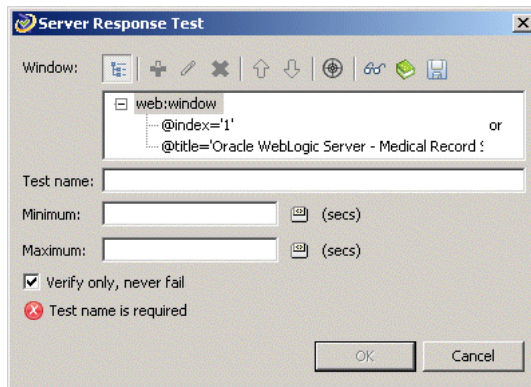 Server Response Test
Window:
web:window
@index='1' or
@title='Oracle WebLogic Server - Medical Record S
Test name:
Minimum: (secs)
Maximum: (secs)
Verify only, never fail
Test name is required
OK Cancel